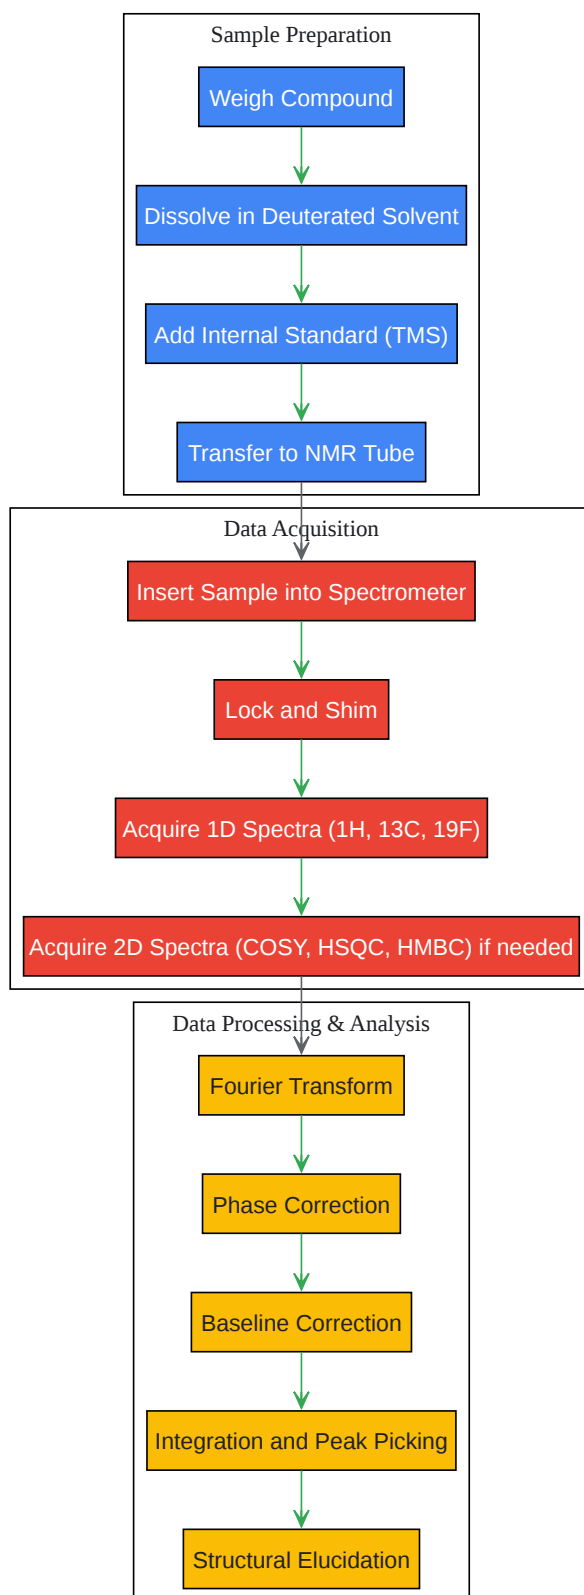 Sample Preparation
Weigh Compound
Dissolve in Deuterated Solvent
Add Internal Standard (TMS)
Transfer to NMR Tube
Data Acquisition
Insert Sample into Spectrometer
Lock and Shim
Acquire 1D Spectra (1H, 13C, 19F)
Acquire 2D Spectra (COSY, HSQC, HMBC) if needed
Data Processing & Analysis
Fourier Transform
Phase Correction
Baseline Correction
Integration and Peak Picking
Structural Elucidation